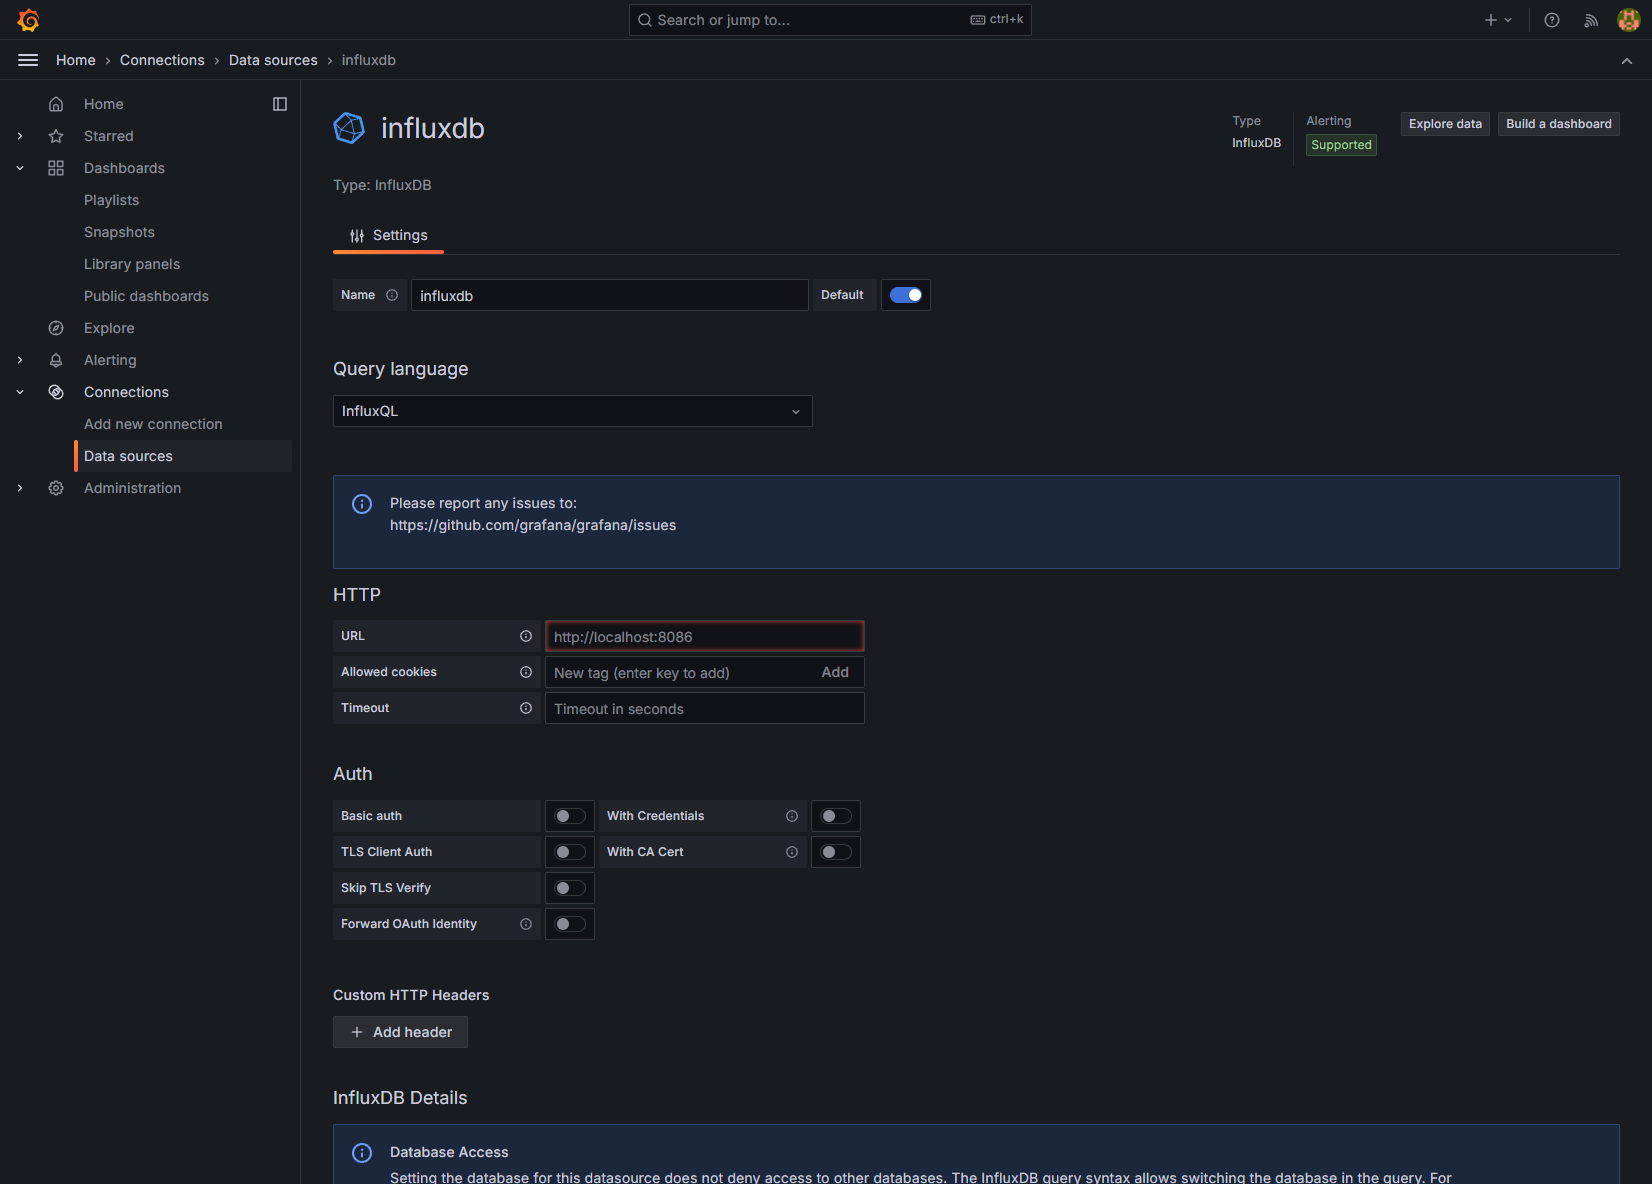 Search or jump to...
ctrl+k
Home › Connections › Data sources › influxdb
Home
Starred
Dashboards
Playlists
Snapshots
Library panels
Public dashboards
Explore
Alerting
Connections
Add new connection
Data sources
Administration
influxdb
Type
InfluxDB
Alerting
Supported
Explore data
Build a dashboard
Type: InfluxDB
Settings
Name
influxdb
Default
Query language
InfluxQL
Please report any issues to:
https://github.com/grafana/grafana/issues
HTTP
URL
http://localhost:8086
Allowed cookies
New tag (enter key to add)
Add
Timeout
Timeout in seconds
Auth
Basic auth
With Credentials
TLS Client Auth
With CA Cert
Skip TLS Verify
Forward OAuth Identity
Custom HTTP Headers
Add header
InfluxDB Details
Database Access
Setting the database for this datasource does not deny access to other databases. The InfluxDB query syntax allows switching the database in the query. For